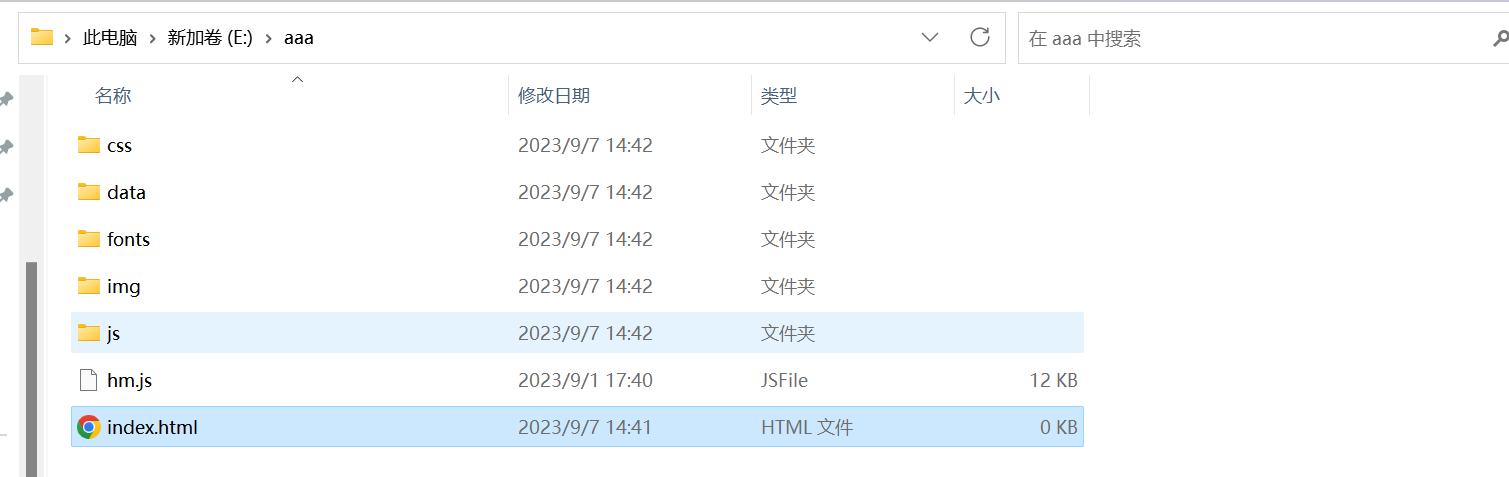 此电脑 > 新加卷 (E:) > aaa 在 aaa 中搜索
名称 修改日期 类型 大小
css 2023/9/7 14:42 文件夹
data 2023/9/7 14:42 文件夹
fonts 2023/9/7 14:42 文件夹
img 2023/9/7 14:42 文件夹
js 2023/9/7 14:42 文件夹
hm.js 2023/9/1 17:40 JSFile 12 KB
index.html 2023/9/7 14:41 HTML 文件 0 KB